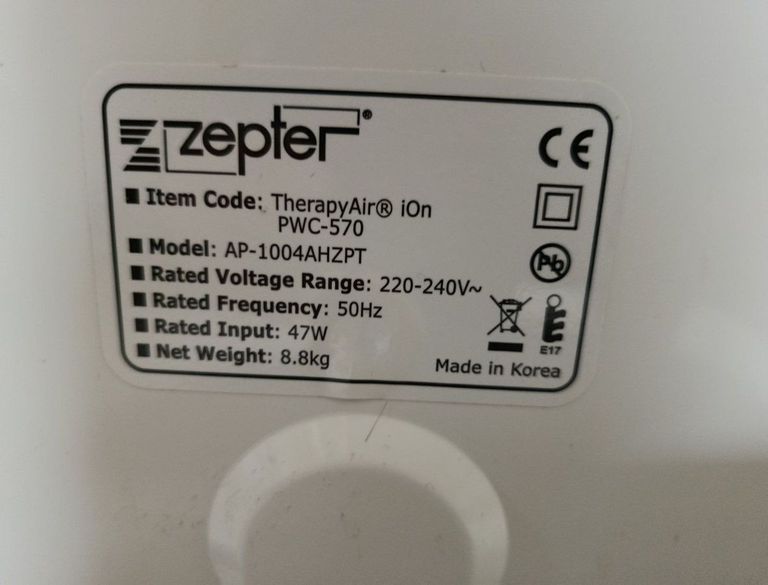 zepter®
CE
Item Code: TherapyAir® iOn
PWC-570
Model: AP-1004AHZPT
Rated Voltage Range: 220-240V~
Pb
Rated Frequency: 50Hz
Rated Input: 47W
E17
Net Weight: 8.8kg
Made in Korea